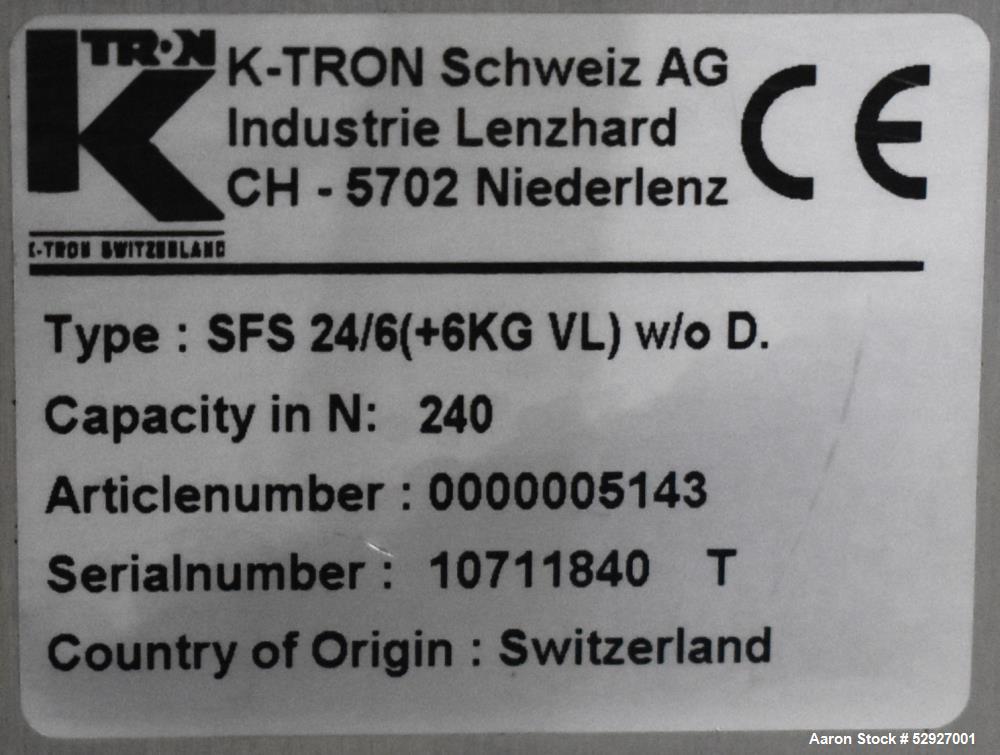 TRON
K
K-TRON SWITZERLAND
K-TRON Schweiz AG
Industrie Lenzhard
CH - 5702 Niederlenz
CE
Type : SFS 24/6(+6KG VL) w/o D.
Capacity in N: 240
Articlenumber : 0000005143
Serialnumber : 10711840 T
Country of Origin : Switzerland
Aaron Stock # 52927001